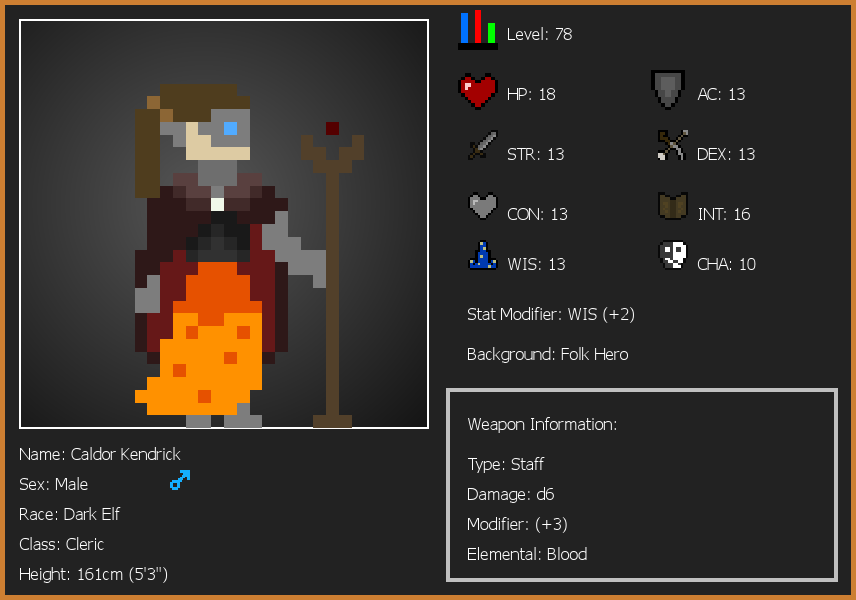 Level: 78
HP: 18
AC: 13
STR: 13
DEX: 13
CON: 13
INT: 16
WIS: 13
CHA: 10
Stat Modifier: WIS (+2)
Background: Folk Hero
Weapon Information:
Type: Staff
Damage: d6
Modifier: (+3)
Elemental: Blood
Name: Caldor Kendrick
Sex: Male
Race: Dark Elf
Class: Cleric
Height: 161cm (5'3")